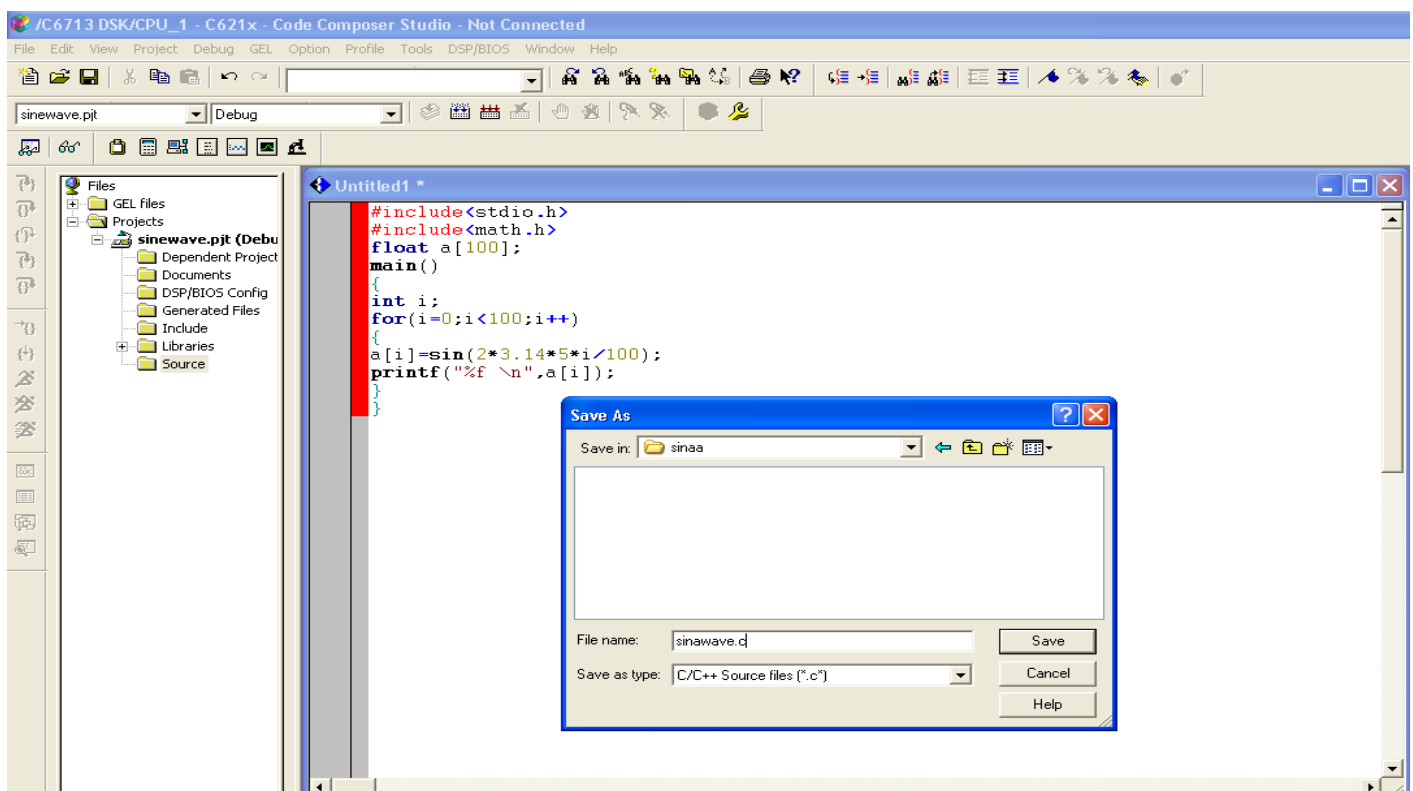 /C6713 DSK/CPU_1 - C621x - Code Composer Studio - Not Connected
File Edit View Project Debug GEL Option Profile Tools DSP/BIOS Window Help
sinewave.pjt Debug
Files
GEL files
Projects
sinewave.pjt (Debu
Dependent Project
Documents
DSP/BIOS Config
Generated Files
Include
Libraries
Source
Untitled1 *
#include<stdio.h>
#include<math.h>
float a[100];
main()
{
int i;
for(i=0;i<100;i++)
{
a[i]=sin(2*3.14*5*i/100);
printf("%f \n",a[i]);
}
}
Save As
Save in: sinaa
File name: sinawave.c
Save as type: C/C++ Source files (*.c*)
Save
Cancel
Help